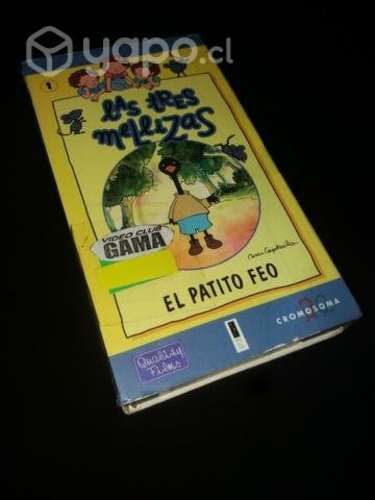 yapo.cl
1
LAS TRES
MELLIZAS
VIDEO CLUB
GAMA
EL PATITO FEO
Quality
Films
CROMOSOMA